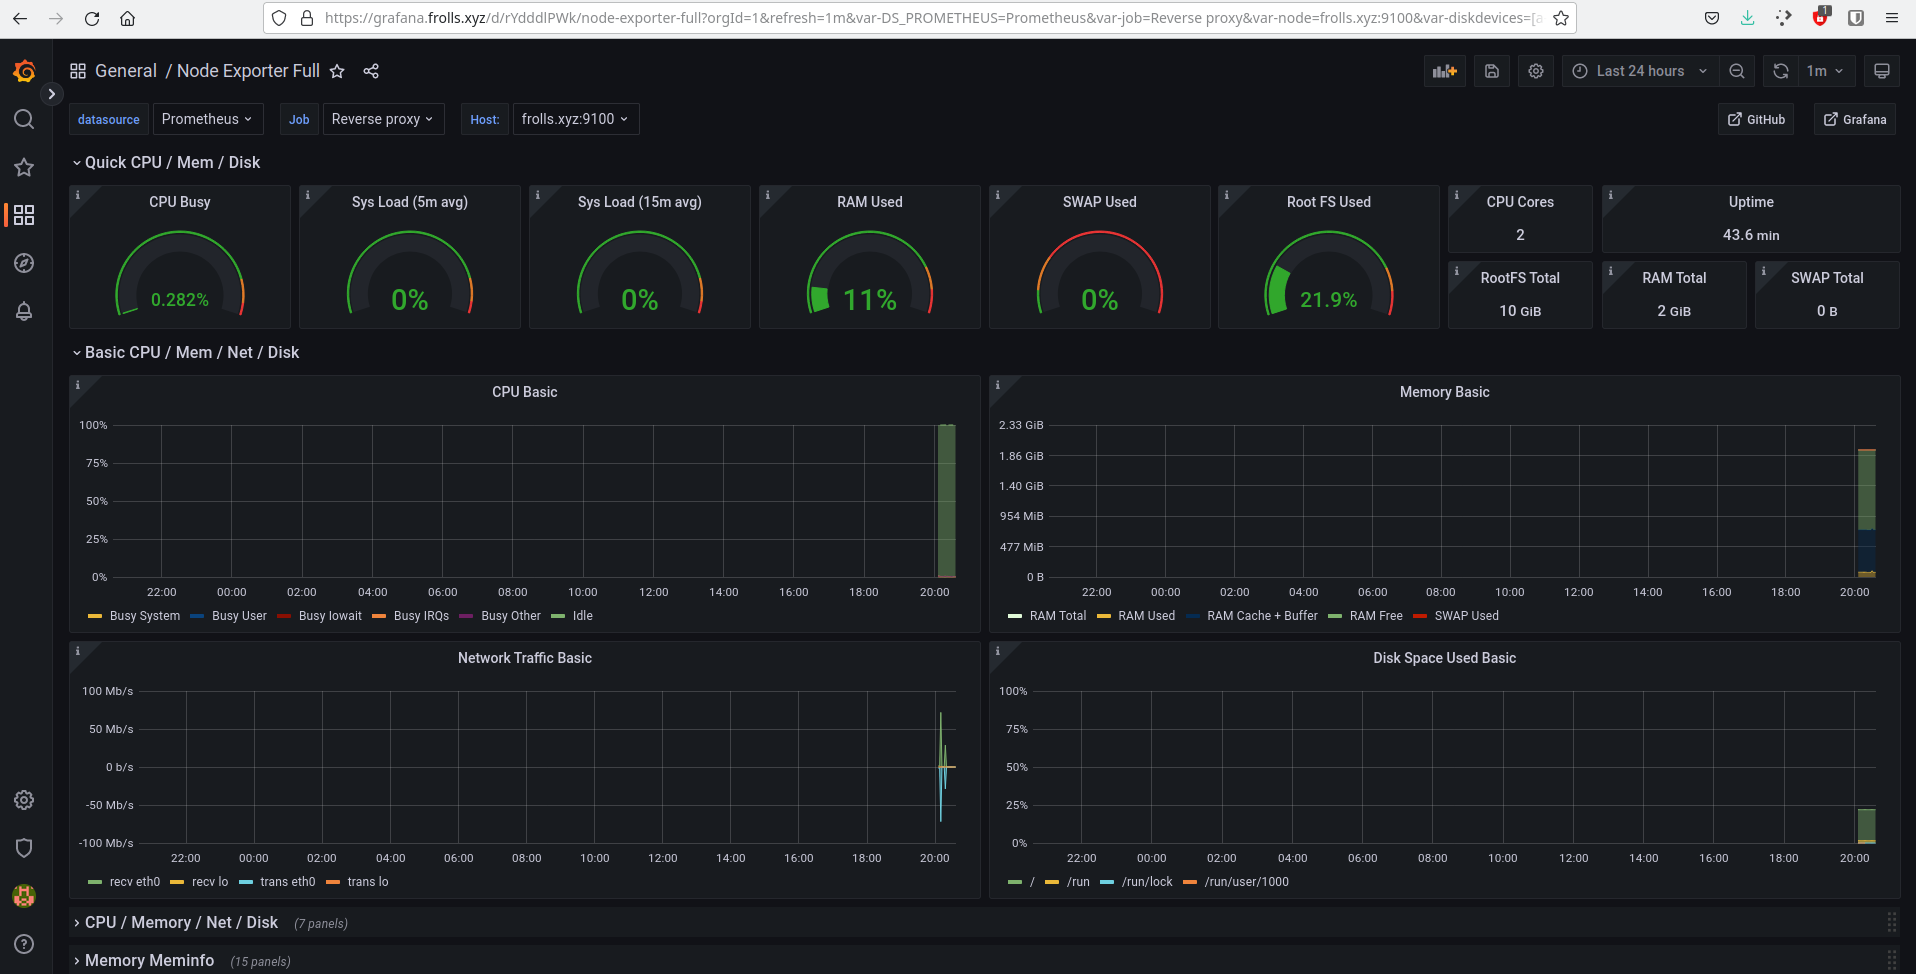 https://grafana.frolls.xyz/d/rYdddlPWk/node-exporter-full?orgId=1&refresh=1m&var-DS_PROMETHEUS=Prometheus&var-job=Reverse proxy&var-node=frolls.xyz:9100&var-diskdevices=[a
1
General / Node Exporter Full
Last 24 hours
1m
datasource Prometheus Job Reverse proxy Host: frolls.xyz:9100
GitHub Grafana
Quick CPU / Mem / Disk
CPU Busy
0.282%
Sys Load (5m avg)
0%
Sys Load (15m avg)
0%
RAM Used
11%
SWAP Used
0%
Root FS Used
21.9%
CPU Cores
2
Uptime
43.6 min
RootFS Total
10 GiB
RAM Total
2 GiB
SWAP Total
0 B
Basic CPU / Mem / Net / Disk
CPU Basic
100%
75%
50%
25%
0%
22:00 00:00 02:00 04:00 06:00 08:00 10:00 12:00 14:00 16:00 18:00 20:00
Busy System Busy User Busy Iowait Busy IRQs Busy Other Idle
Memory Basic
2.33 GiB
1.86 GiB
1.40 GiB
954 MiB
477 MiB
0 B
22:00 00:00 02:00 04:00 06:00 08:00 10:00 12:00 14:00 16:00 18:00 20:00
RAM Total RAM Used RAM Cache + Buffer RAM Free SWAP Used
Network Traffic Basic
100 Mb/s
50 Mb/s
0 b/s
-50 Mb/s
-100 Mb/s
22:00 00:00 02:00 04:00 06:00 08:00 10:00 12:00 14:00 16:00 18:00 20:00
recv eth0 recv lo trans eth0 trans lo
Disk Space Used Basic
100%
75%
50%
25%
0%
22:00 00:00 02:00 04:00 06:00 08:00 10:00 12:00 14:00 16:00 18:00 20:00
/ /run /run/lock /run/user/1000
CPU / Memory / Net / Disk (7 panels)
Memory Meminfo (15 panels)